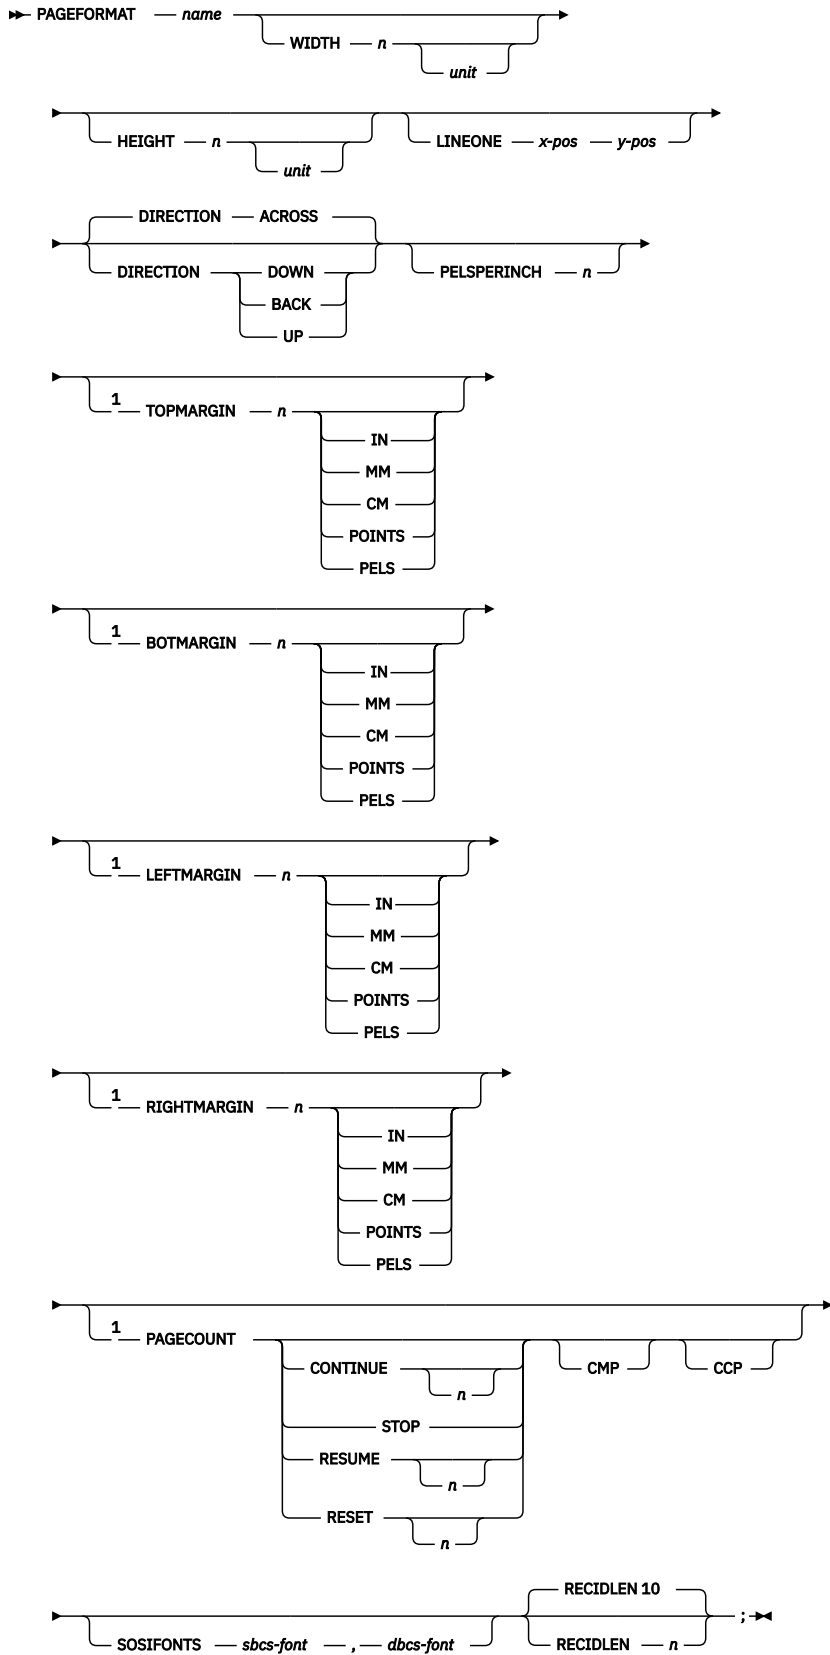 PAGEFORMAT name
WIDTH n
unit
HEIGHT n
unit
LINEONE x-pos y-pos
DIRECTION ACROSS
DIRECTION DOWN
BACK
UP
PELSPERINCH n
1 TOPMARGIN n
IN
MM
CM
POINTS
PELS
1 BOTMARGIN n
IN
MM
CM
POINTS
PELS
1 LEFTMARGIN n
IN
MM
CM
POINTS
PELS
1 RIGHTMARGIN n
IN
MM
CM
POINTS
PELS
1 PAGECOUNT
CONTINUE
n
STOP
RESUME
n
RESET
n
CMP
CCP
SOSIFONTS sbcs-font , dbcs-font
RECIDLEN 10
RECIDLEN n
;